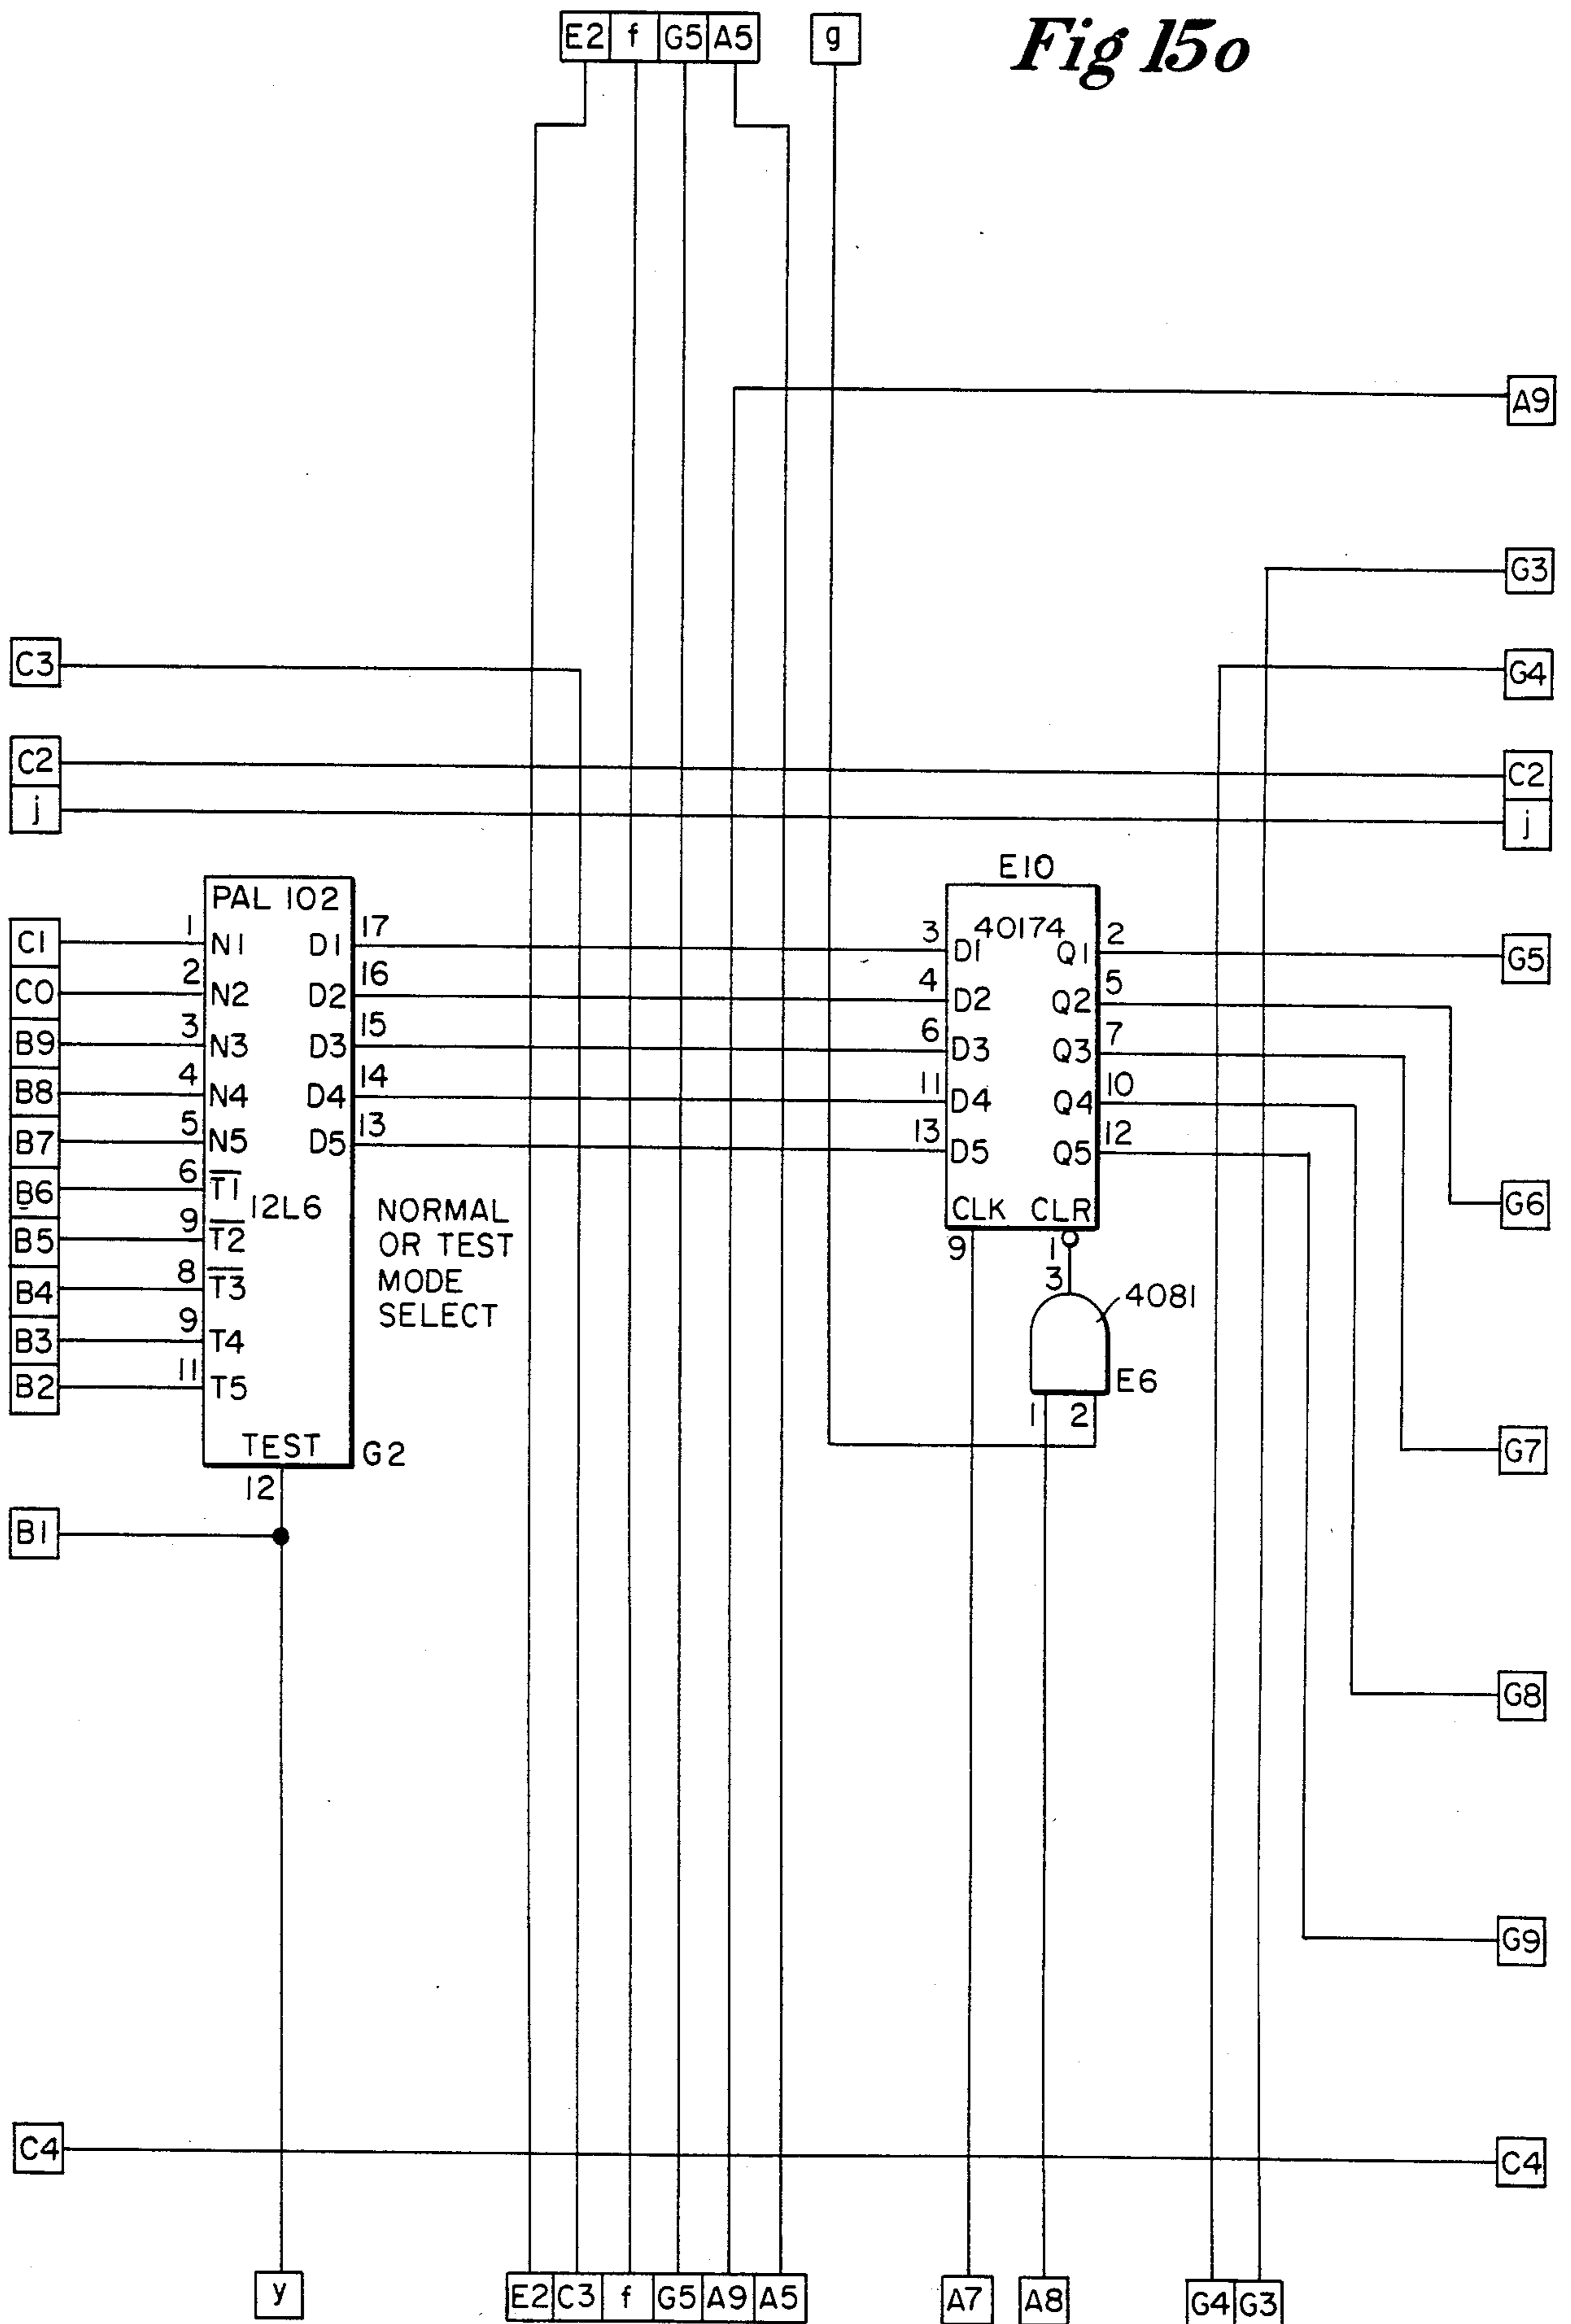 E2 f G5 A5 g Fig 15o
A9
G3
C3 G4
C2 C2
j j
PAL 102 E10
C1 1 N1 D1 17 3 D1 40174 Q1 2 G5
C0 2 N2 D2 16 4 D2 Q2 5
B9 3 N3 D3 15 6 D3 Q3 7
B8 4 N4 D4 14 11 D4 Q4 10
B7 5 N5 D5 13 13 D5 Q5 12
B6 6 T̅1̅ 12L6 CLK CLR G6
B5 9 T̅2̅ 9 1
B4 8 T̅3̅ 3 4081
B3 9 T4
B2 11 T5 E6
NORMAL
OR TEST
MODE
SELECT
1 2
TEST G2 G7
12
B1
G8
G9
C4 C4
y E2 C3 f G5 A9 A5 A7 A8 G4 G3